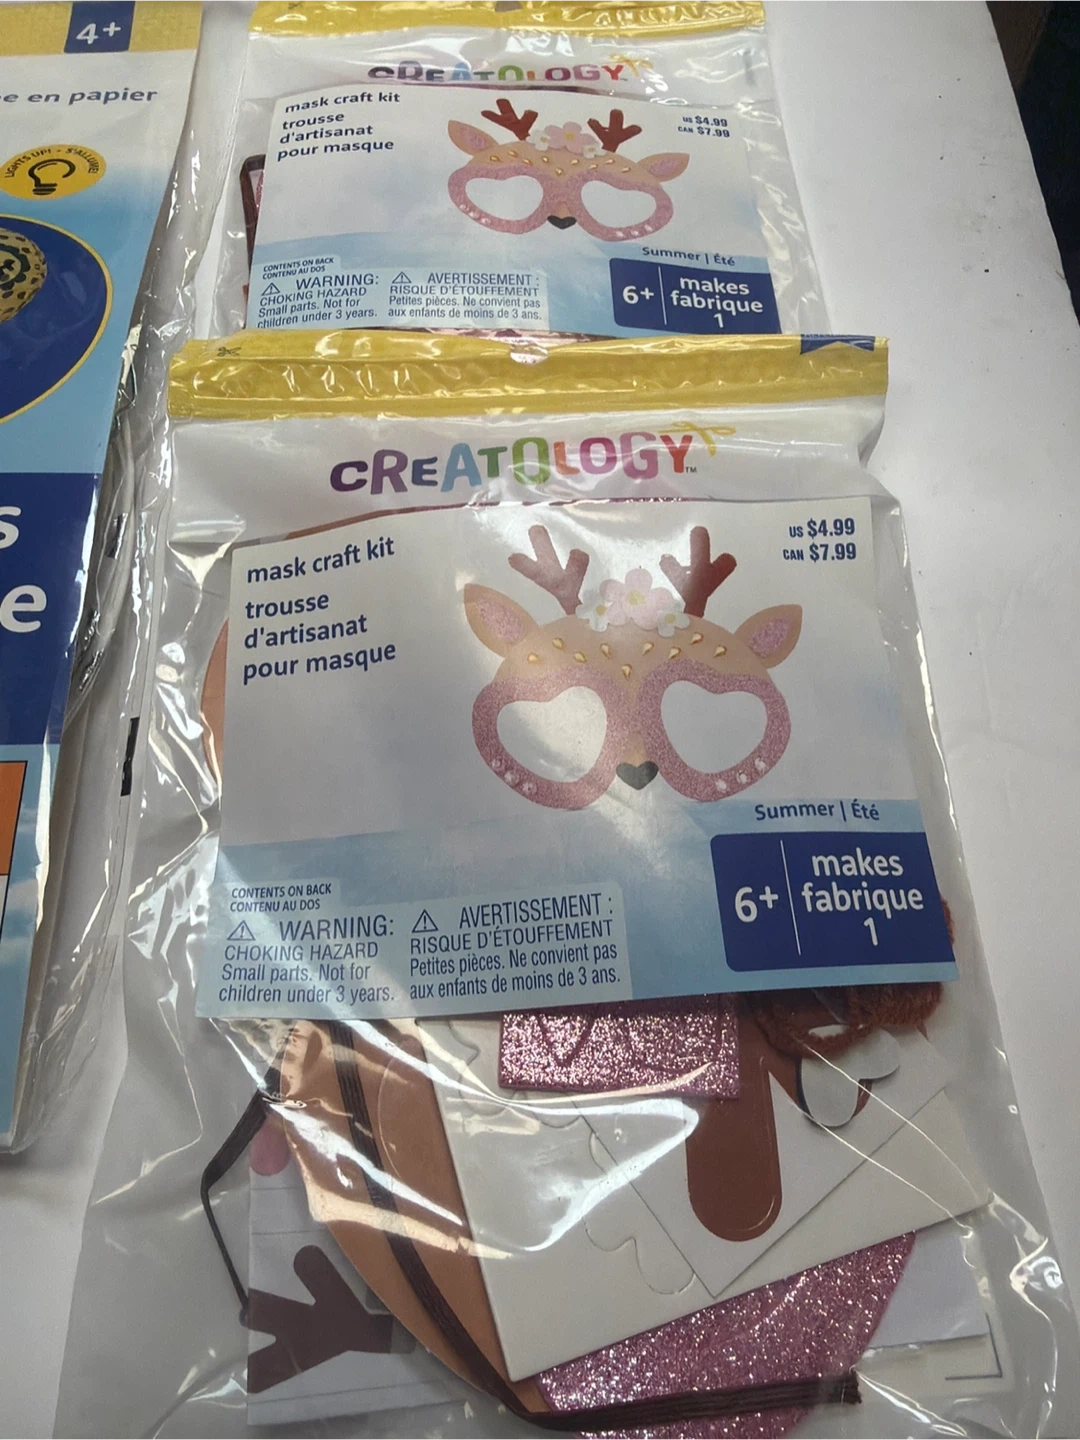 4+
e en papier
LIGHTS UP! • S'ALLUME!
s
e
CREATOLOGY
mask craft kit
trousse
d'artisanat
pour masque
US $4.99
CAN $7.99
CONTENTS ON BACK
CONTENU AU DOS
WARNING:
CHOKING HAZARD
Small parts. Not for
children under 3 years.
AVERTISSEMENT :
RISQUE D'ÉTOUFFEMENT
Petites pièces. Ne convient pas
aux enfants de moins de 3 ans.
Summer | Été
6+
makes
fabrique
1
CREATOLOGY™
mask craft kit
trousse
d'artisanat
pour masque
US $4.99
CAN $7.99
Summer | Été
CONTENTS ON BACK
CONTENU AU DOS
WARNING:
CHOKING HAZARD
Small parts. Not for
children under 3 years.
AVERTISSEMENT :
RISQUE D'ÉTOUFFEMENT
Petites pièces. Ne convient pas
aux enfants de moins de 3 ans.
6+
makes
fabrique
1